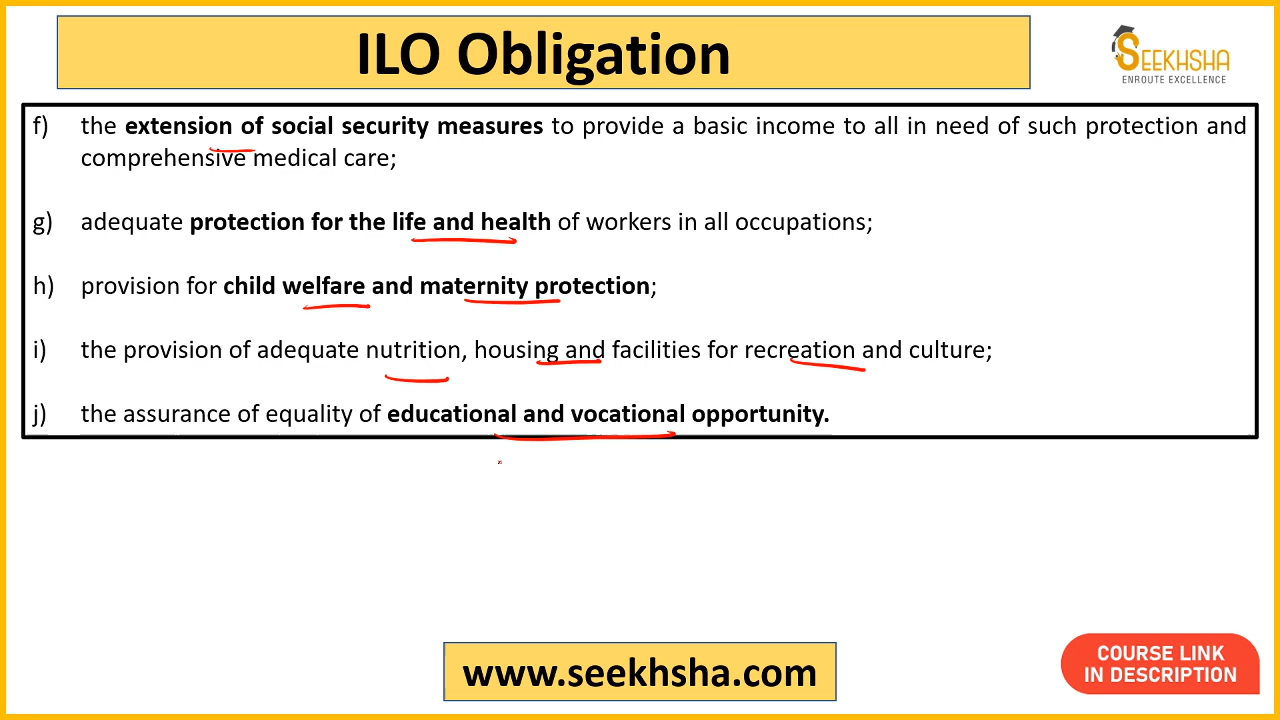 ILO Obligation
SEEKHSHA
ENROUTE EXCELLENCE
f) the extension of social security measures to provide a basic income to all in need of such protection and
comprehensive medical care;
g) adequate protection for the life and health of workers in all occupations;
h) provision for child welfare and maternity protection;
i) the provision of adequate nutrition, housing and facilities for recreation and culture;
j) the assurance of equality of educational and vocational opportunity.
www.seekhsha.com
COURSE LINK
IN DESCRIPTION